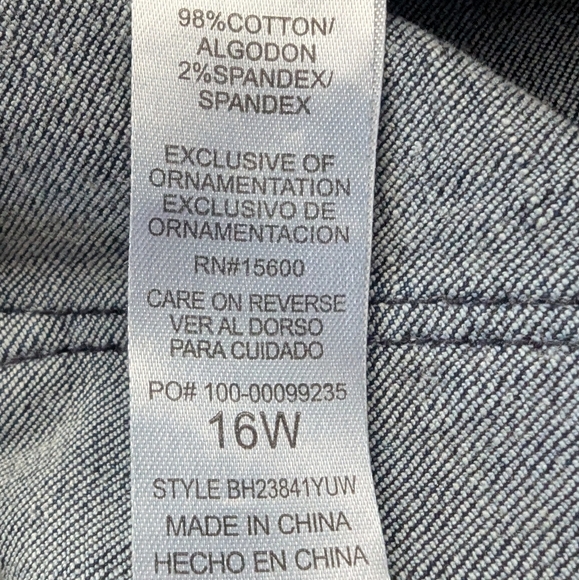 98%COTTON/
ALGODON
2%SPANDEX/
SPANDEX
EXCLUSIVE OF
ORNAMENTATION
EXCLUSIVO DE
ORNAMENTACION
RN#15600
CARE ON REVERSE
VER AL DORSO
PARA CUIDADO
PO# 100-00099235
16W
STYLE BH23841YUW
MADE IN CHINA
HECHO EN CHINA